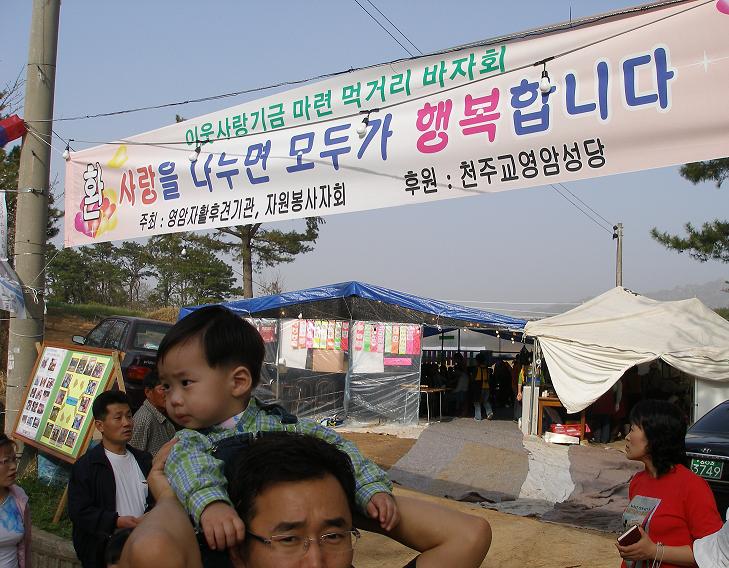 이웃사랑기금 마련 먹거리 바자회
환 사랑을 나누면 모두가 행복합니다
주최 : 영암자활후견기관, 자원봉사자회
후원 : 천주교영암성당
3749